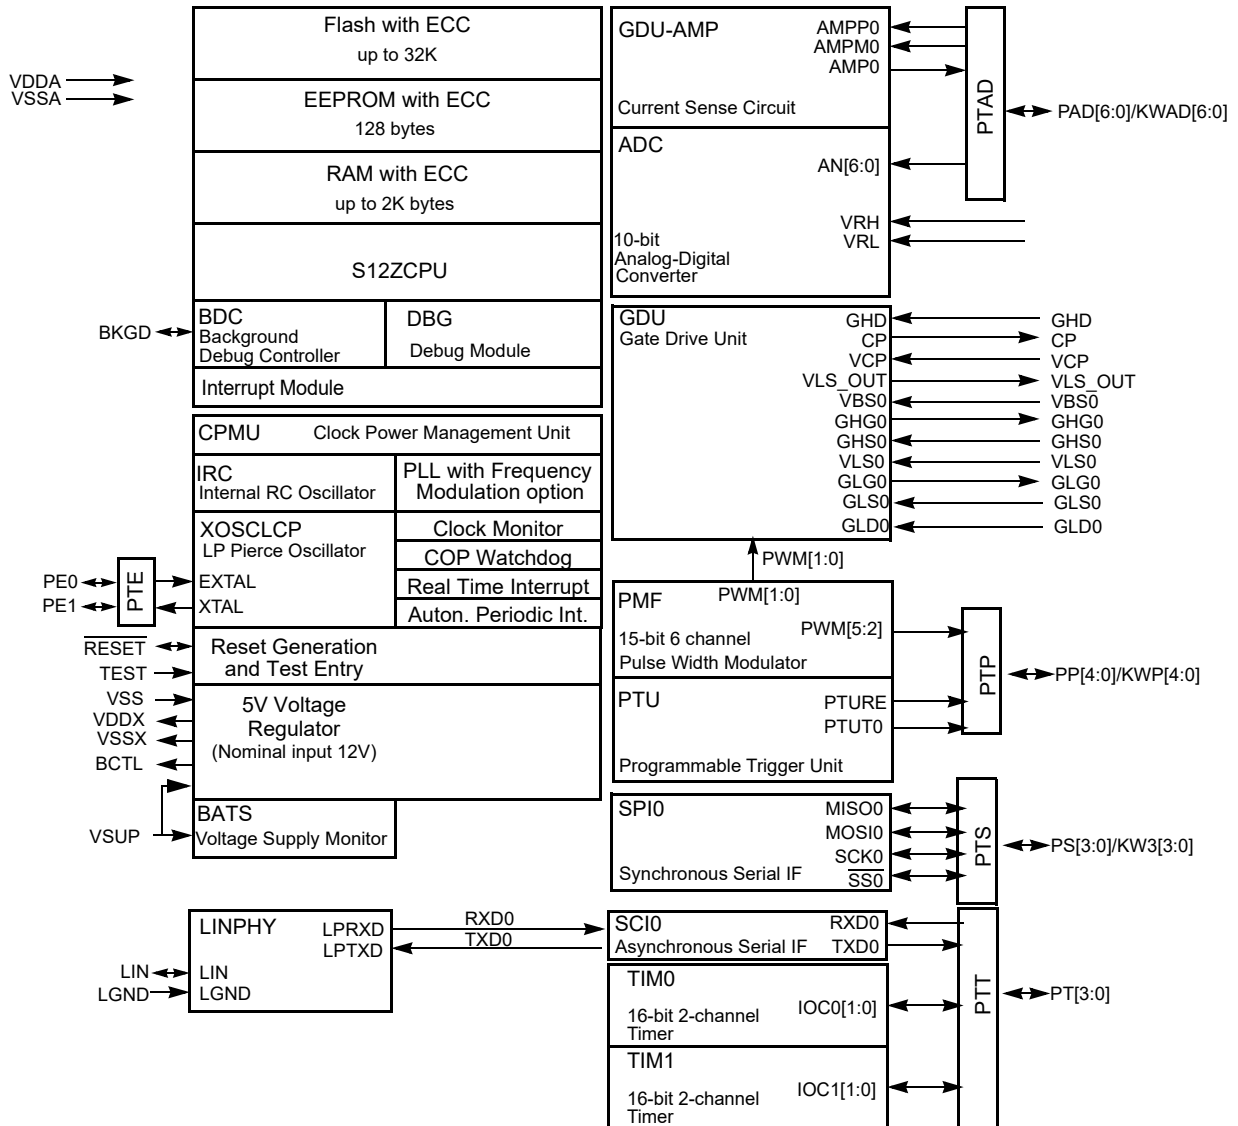 VDDA
VSSA
Flash with ECC
up to 32K
EEPROM with ECC
128 bytes
RAM with ECC
up to 2K bytes
S12ZCPU
BKGD
BDC
Background
Debug Controller
DBG
Debug Module
Interrupt Module
CPMU
Clock Power Management Unit
IRC
Internal RC Oscillator
PLL with Frequency
Modulation option
XOSCLCP
LP Pierce Oscillator
EXTAL
XTAL
Clock Monitor
COP Watchdog
Real Time Interrupt
Auton. Periodic Int.
PE0
PE1
PTE
RESET
TEST
Reset Generation
and Test Entry
VSS
VDDX
VSSX
BCTL
5V Voltage
Regulator
(Nominal input 12V)
VSUP
BATS
Voltage Supply Monitor
LINPHY
LPRXD
LPTXD
LIN
LGND
LIN
LGND
RXD0
TXD0
GDU-AMP
AMPP0
AMPM0
AMP0
Current Sense Circuit
ADC
AN[6:0]
VRH
VRL
10-bit
Analog-Digital
Converter
PTAD
PAD[6:0]/KWAD[6:0]
GDU
Gate Drive Unit
GHD
CP
VCP
VLS_OUT
VBS0
GHG0
GHS0
VLS0
GLG0
GLS0
GLD0
GHD
CP
VCP
VLS_OUT
VBS0
GHG0
GHS0
VLS0
GLG0
GLS0
GLD0
PWM[1:0]
PMF
PWM[1:0]
15-bit 6 channel
Pulse Width Modulator
PWM[5:2]
PTU
PTURE
PTUT0
Programmable Trigger Unit
PTP
PP[4:0]/KWP[4:0]
SPI0
MISO0
MOSI0
SCK0
SS0
Synchronous Serial IF
PTS
PS[3:0]/KW3[3:0]
SCI0
RXD0
Asynchronous Serial IF
TXD0
TIM0
16-bit 2-channel
Timer
IOC0[1:0]
TIM1
16-bit 2-channel
Timer
IOC1[1:0]
PTT
PT[3:0]